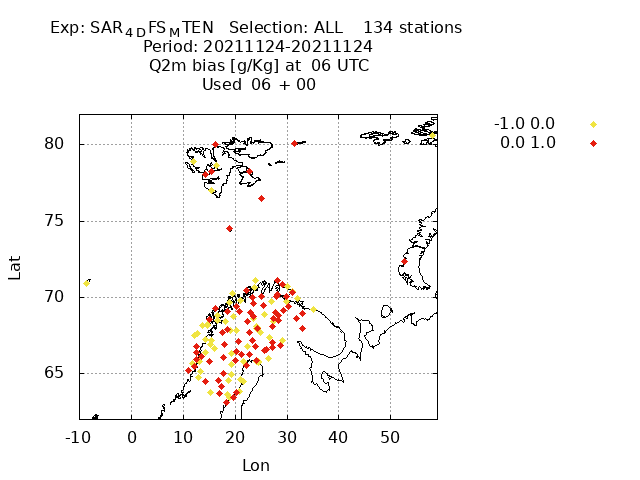 Exp: SAR4DFSMTEN Selection: ALL 134 stations
Period: 20211124-20211124
Q2m bias [g/Kg] at 06 UTC
Used 06 + 00
-1.0 0.0
0.0 1.0
80
75
70
65
Lat
-10 0 10 20 30 40 50
Lon